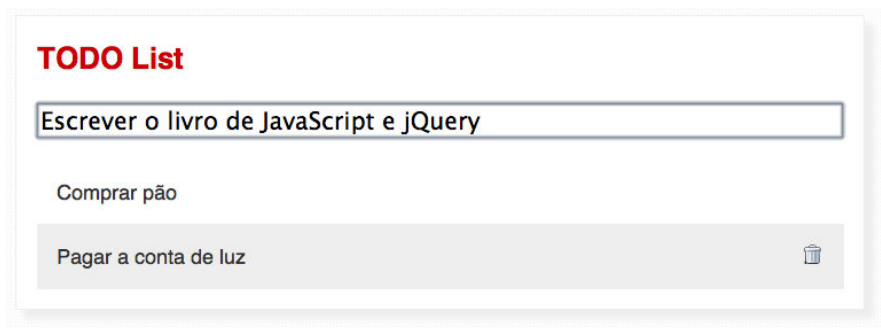 TODO List
Escrever o livro de JavaScript e jQuery
Comprar pão
Pagar a conta de luz